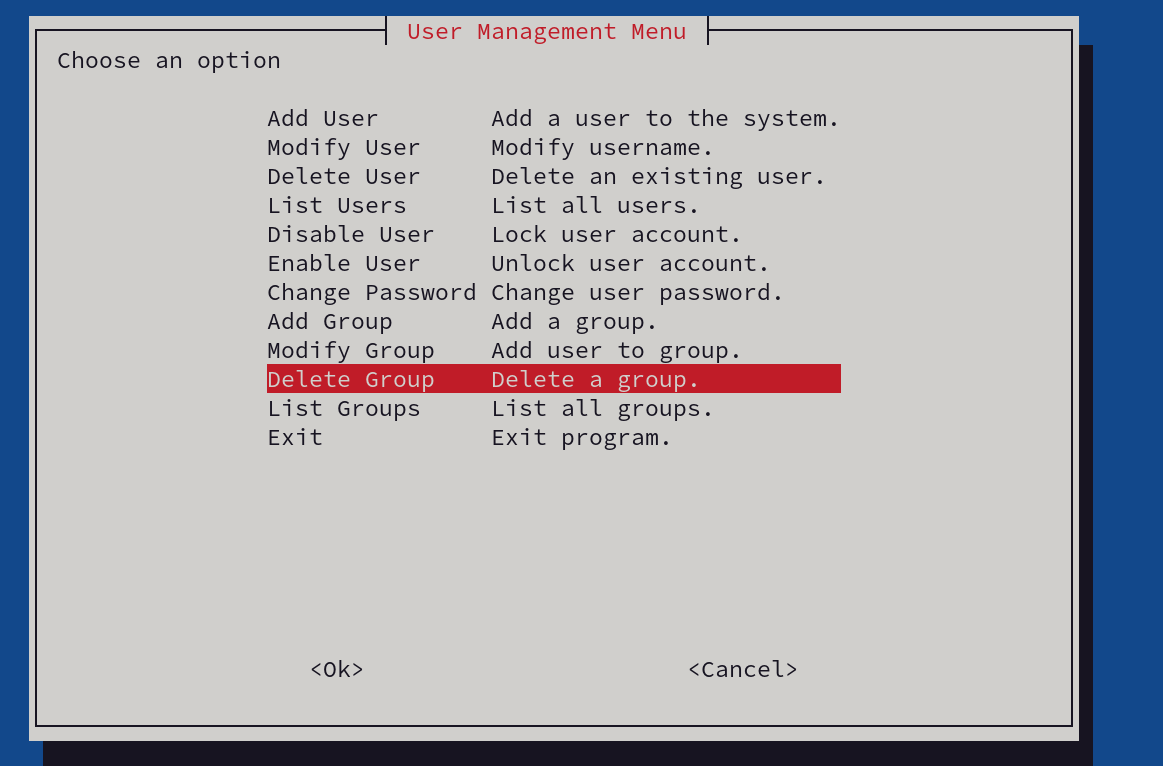 User Management Menu
Choose an option
Add User Add a user to the system.
Modify User Modify username.
Delete User Delete an existing user.
List Users List all users.
Disable User Lock user account.
Enable User Unlock user account.
Change Password Change user password.
Add Group Add a group.
Modify Group Add user to group.
Delete Group Delete a group.
List Groups List all groups.
Exit Exit program.
<Ok> <Cancel>